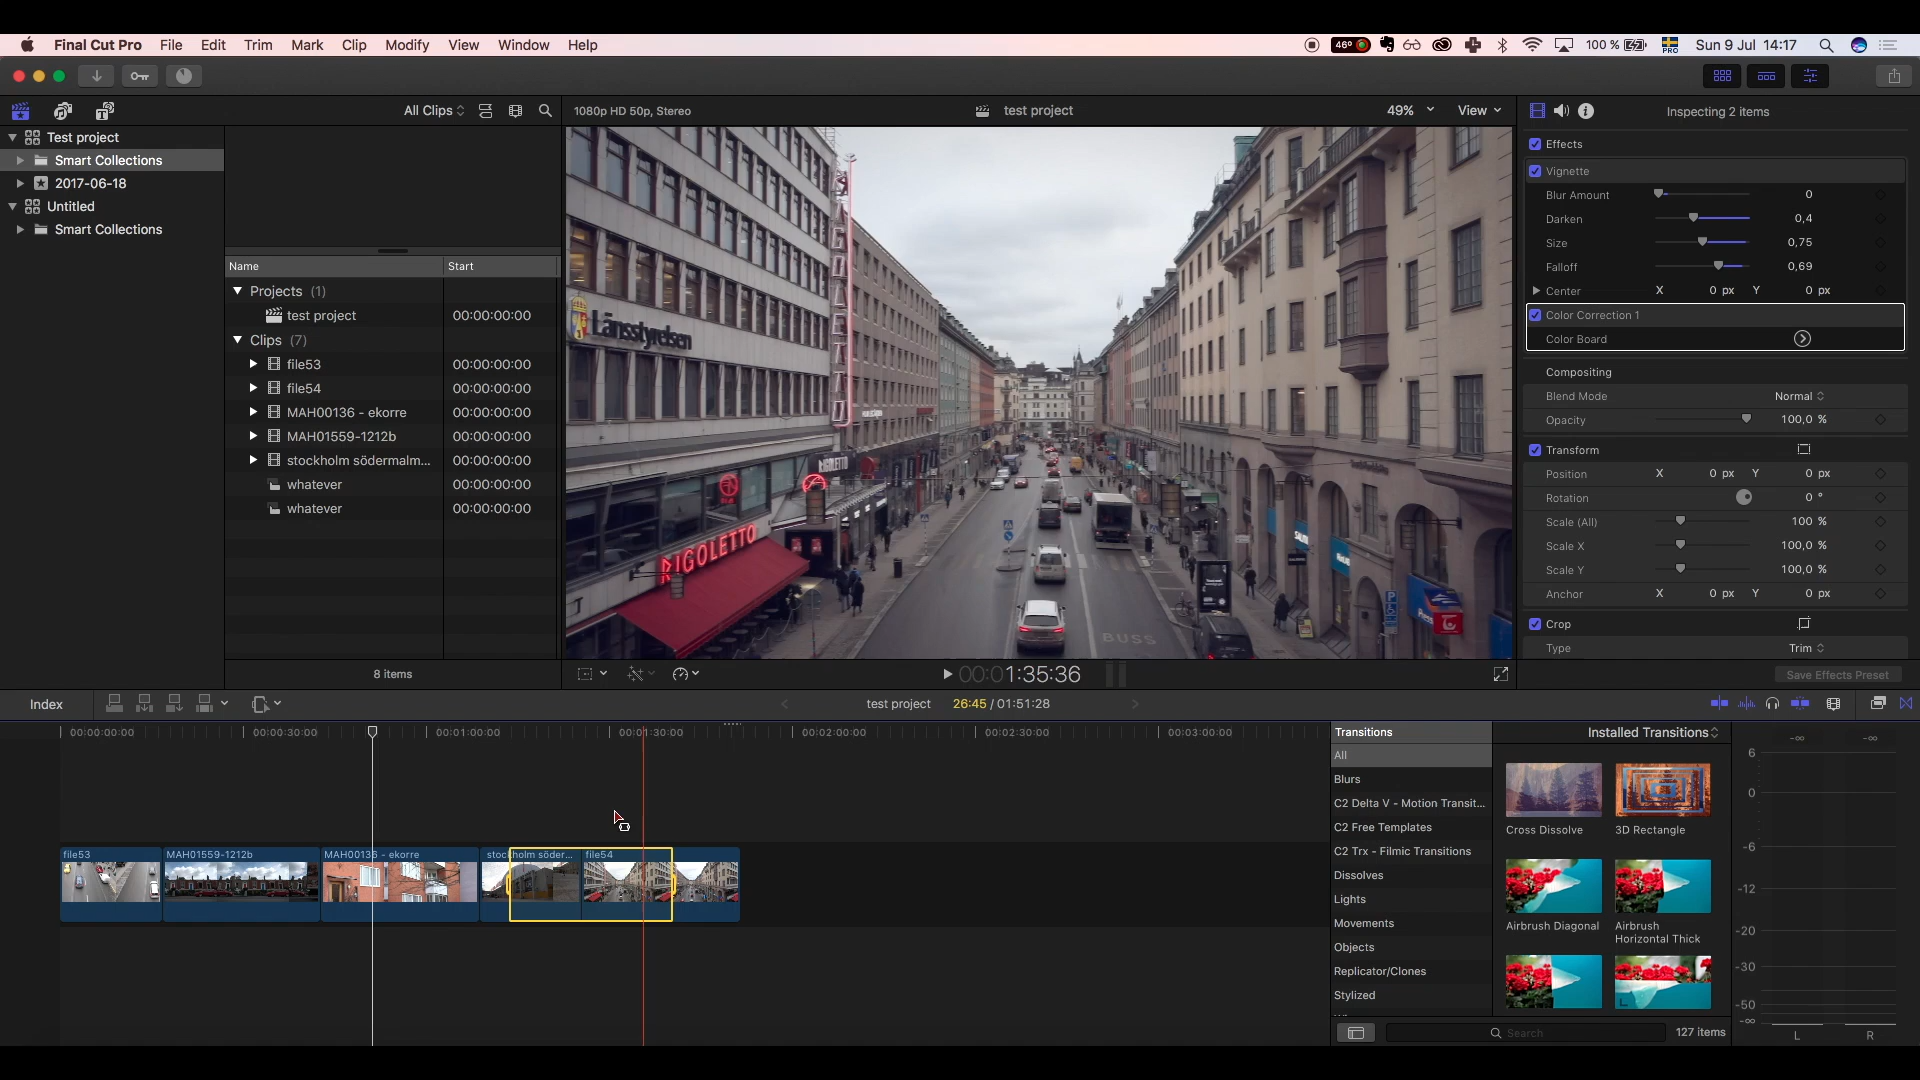 Final Cut Pro File Edit Trim Mark Clip Modify View Window Help
46° 100 % PRO Sun 9 Jul 14:17
All Clips 1080p HD 50p, Stereo test project 49% View Inspecting 2 items
Test project
Smart Collections
2017-06-18
Untitled
Smart Collections
Name Start
Projects (1)
test project 00:00:00:00
Clips (7)
file53 00:00:00:00
file54 00:00:00:00
MAH00136 - ekorre 00:00:00:00
MAH01559-1212b 00:00:00:00
stockholm södermalm... 00:00:00:00
whatever 00:00:00:00
whatever 00:00:00:00
8 items
Länsstyrelsen
RIGOLETTO
RIGOLETTO
BUSS
P
00:01:35:36
Effects
Vignette
Blur Amount 0
Darken 0,4
Size 0,75
Falloff 0,69
Center X 0 px Y 0 px
Color Correction 1
Color Board
Compositing
Blend Mode Normal
Opacity 100,0 %
Transform
Position X 0 px Y 0 px
Rotation 0 °
Scale (All) 100 %
Scale X 100,0 %
Scale Y 100,0 %
Anchor X 0 px Y 0 px
Crop
Type Trim
Save Effects Preset
Index test project 26:45 / 01:51:28
00:00:00:00 00:00:30:00 00:01:00:00 00:01:30:00 00:02:00:00 00:02:30:00 00:03:00:00
file53 MAH01559-1212b MAH00136 - ekorre stockholm söder... file54
Transitions
All
Blurs
C2 Delta V - Motion Transit...
C2 Free Templates
C2 Trx - Filmic Transitions
Dissolves
Lights
Movements
Objects
Replicator/Clones
Stylized
Installed Transitions
Cross Dissolve 3D Rectangle
Airbrush Diagonal Airbrush
Horizontal Thick
Search 127 items
-∞ -∞
6
0
-6
-12
-20
-30
-50
-∞
L R